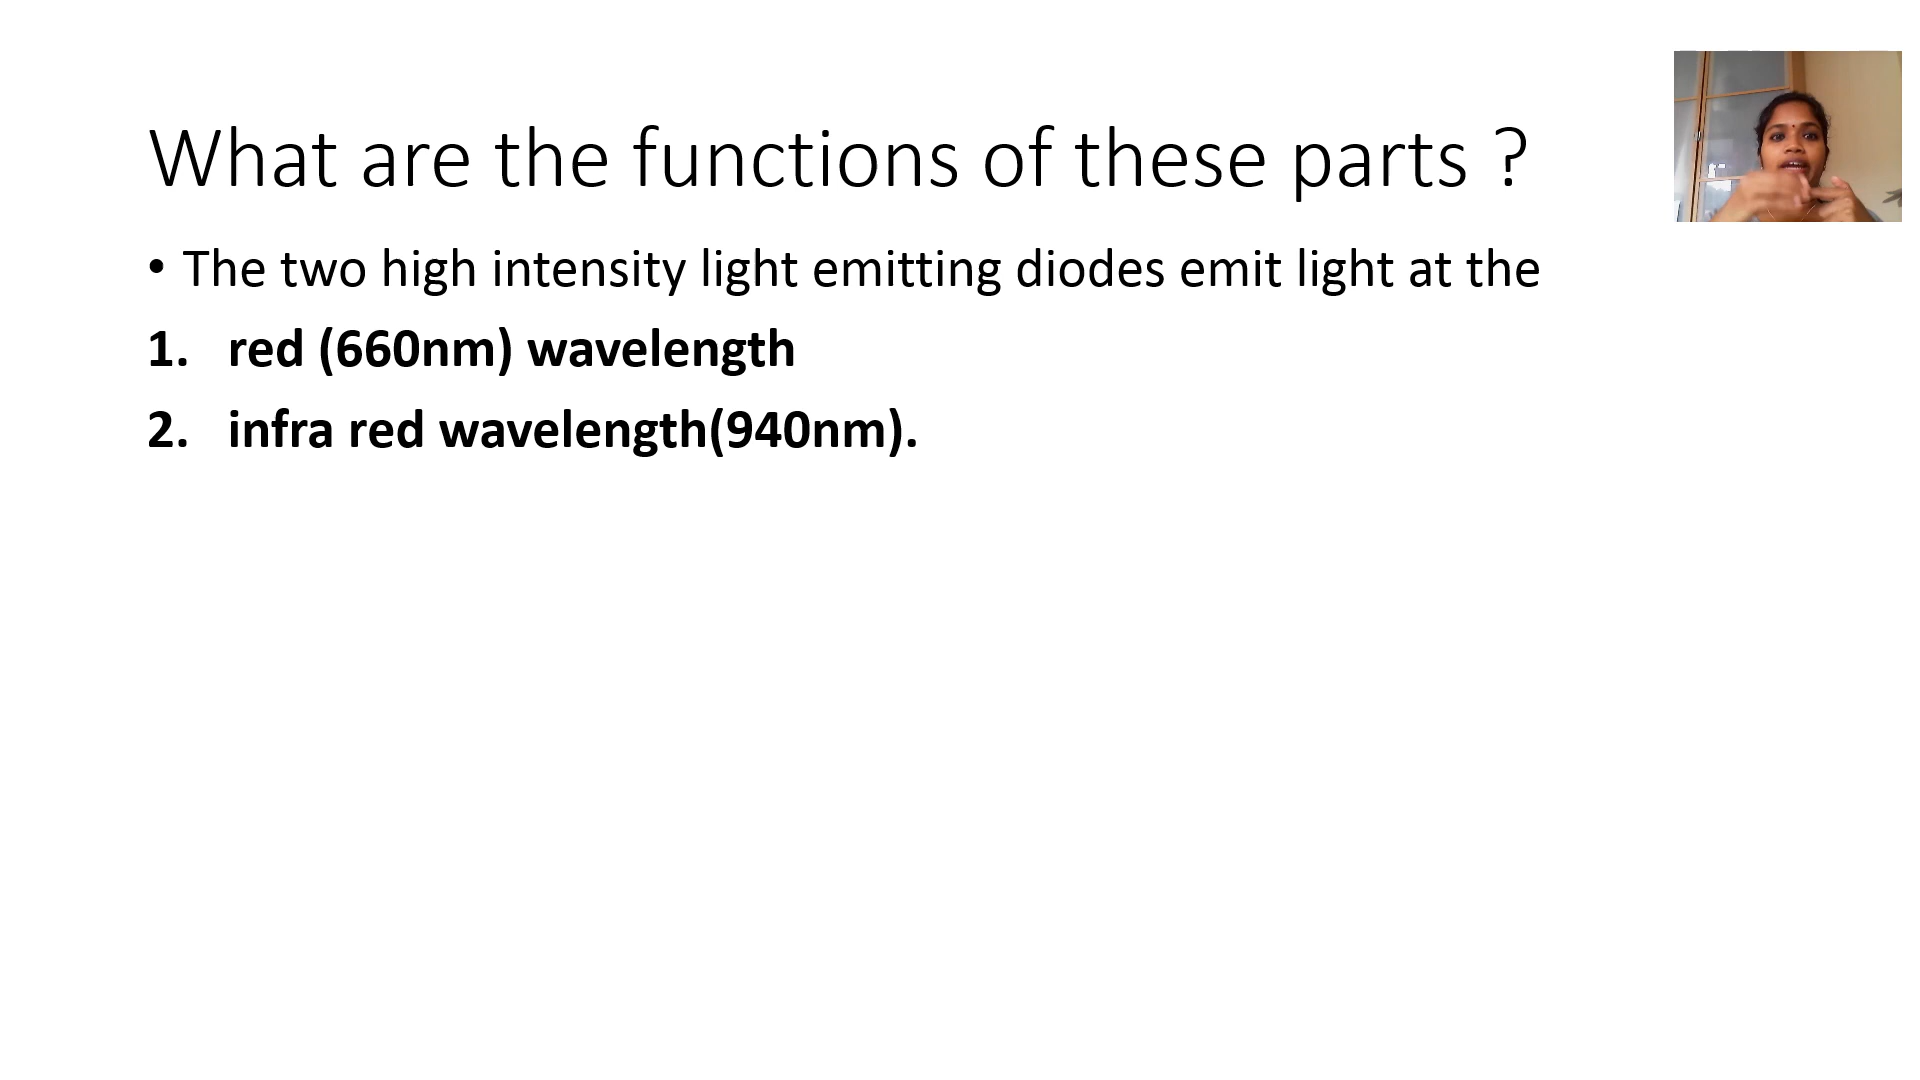 What are the functions of these parts ?
• The two high intensity light emitting diodes emit light at the
1. red (660nm) wavelength
2. infra red wavelength(940nm).